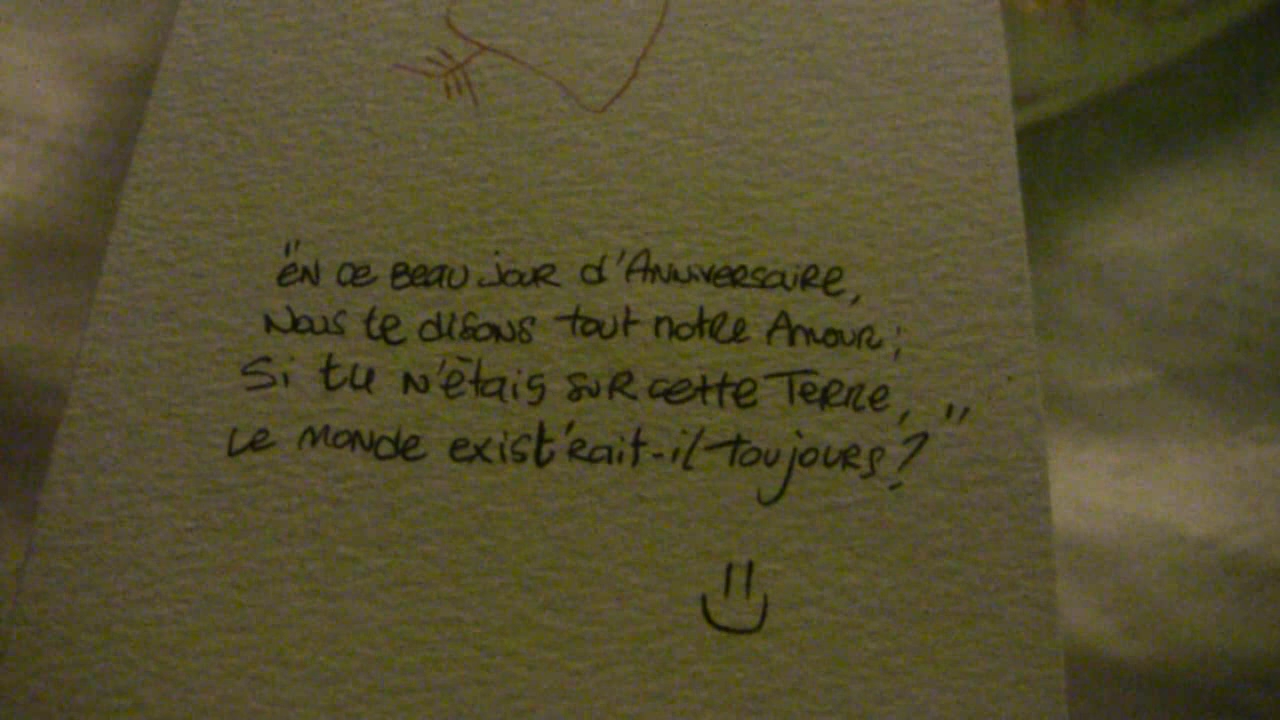 "En ce beau jour d'Anniversaire,
Nous te disons tout notre Amour ;
Si tu n'étais sur cette Terre,
Le monde exist'rait-il toujours ? "